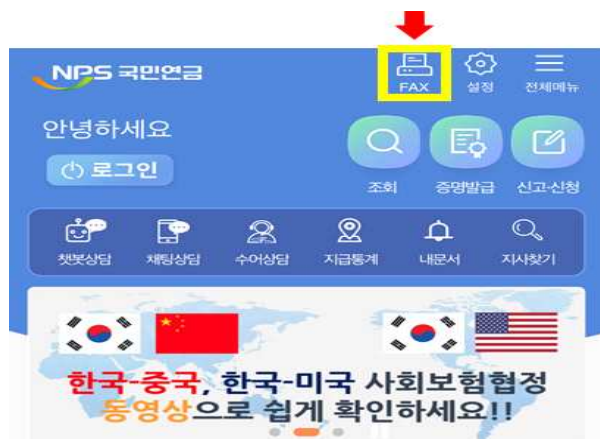 NPS 국민연금
FAX 설정 전체메뉴
안녕하세요
로그인
조회 증명발급 신고·신청
챗봇상담 채팅상담 수어상담 지급통계 내문서 지사찾기
한국-중국, 한국-미국 사회보험협정
동영상으로 쉽게 확인하세요!!